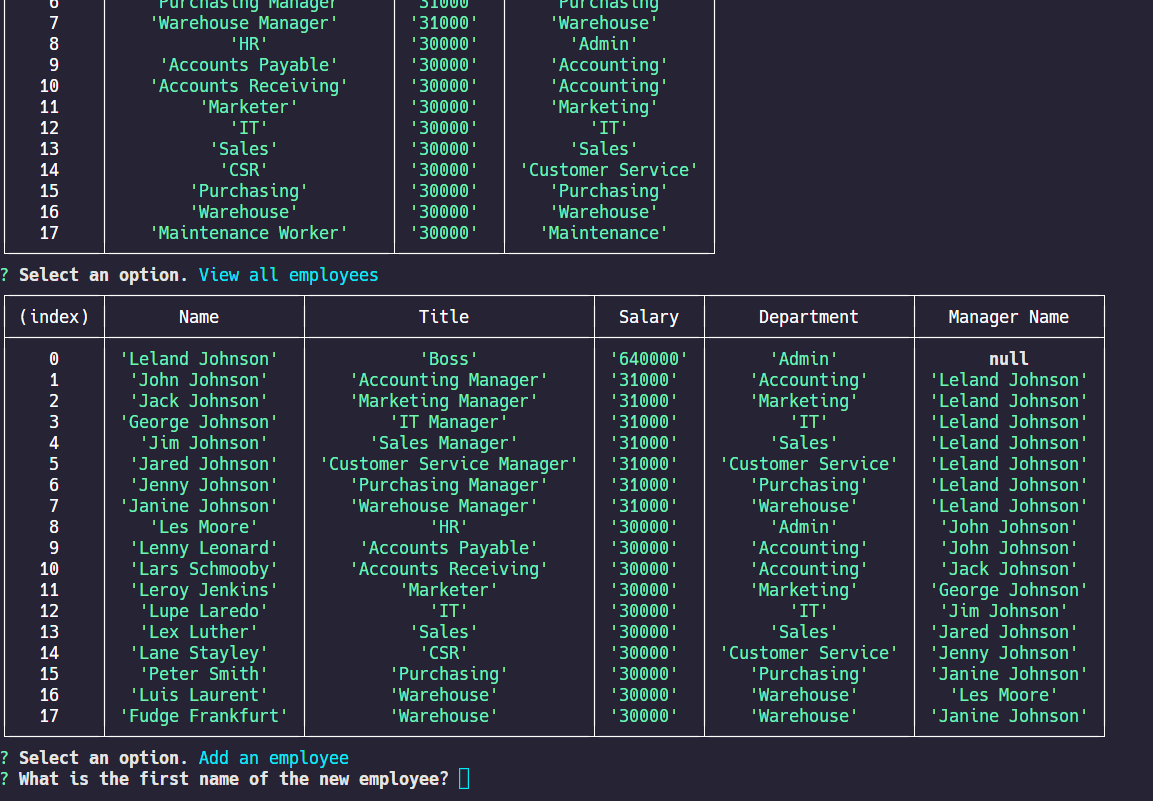 6 'Purchasing Manager' '31000' 'Purchasing'
7 'Warehouse Manager' '31000' 'Warehouse'
8 'HR' '30000' 'Admin'
9 'Accounts Payable' '30000' 'Accounting'
10 'Accounts Receiving' '30000' 'Accounting'
11 'Marketer' '30000' 'Marketing'
12 'IT' '30000' 'IT'
13 'Sales' '30000' 'Sales'
14 'CSR' '30000' 'Customer Service'
15 'Purchasing' '30000' 'Purchasing'
16 'Warehouse' '30000' 'Warehouse'
17 'Maintenance Worker' '30000' 'Maintenance'
? Select an option. View all employees
(index) Name Title Salary Department Manager Name
0 'Leland Johnson' 'Boss' '640000' 'Admin' null
1 'John Johnson' 'Accounting Manager' '31000' 'Accounting' 'Leland Johnson'
2 'Jack Johnson' 'Marketing Manager' '31000' 'Marketing' 'Leland Johnson'
3 'George Johnson' 'IT Manager' '31000' 'IT' 'Leland Johnson'
4 'Jim Johnson' 'Sales Manager' '31000' 'Sales' 'Leland Johnson'
5 'Jared Johnson' 'Customer Service Manager' '31000' 'Customer Service' 'Leland Johnson'
6 'Jenny Johnson' 'Purchasing Manager' '31000' 'Purchasing' 'Leland Johnson'
7 'Janine Johnson' 'Warehouse Manager' '31000' 'Warehouse' 'Leland Johnson'
8 'Les Moore' 'HR' '30000' 'Admin' 'John Johnson'
9 'Lenny Leonard' 'Accounts Payable' '30000' 'Accounting' 'John Johnson'
10 'Lars Schmooby' 'Accounts Receiving' '30000' 'Accounting' 'Jack Johnson'
11 'Leroy Jenkins' 'Marketer' '30000' 'Marketing' 'George Johnson'
12 'Lupe Laredo' 'IT' '30000' 'IT' 'Jim Johnson'
13 'Lex Luther' 'Sales' '30000' 'Sales' 'Jared Johnson'
14 'Lane Stayley' 'CSR' '30000' 'Customer Service' 'Jenny Johnson'
15 'Peter Smith' 'Purchasing' '30000' 'Purchasing' 'Janine Johnson'
16 'Luis Laurent' 'Warehouse' '30000' 'Warehouse' 'Les Moore'
17 'Fudge Frankfurt' 'Warehouse' '30000' 'Warehouse' 'Janine Johnson'
? Select an option. Add an employee
? What is the first name of the new employee?